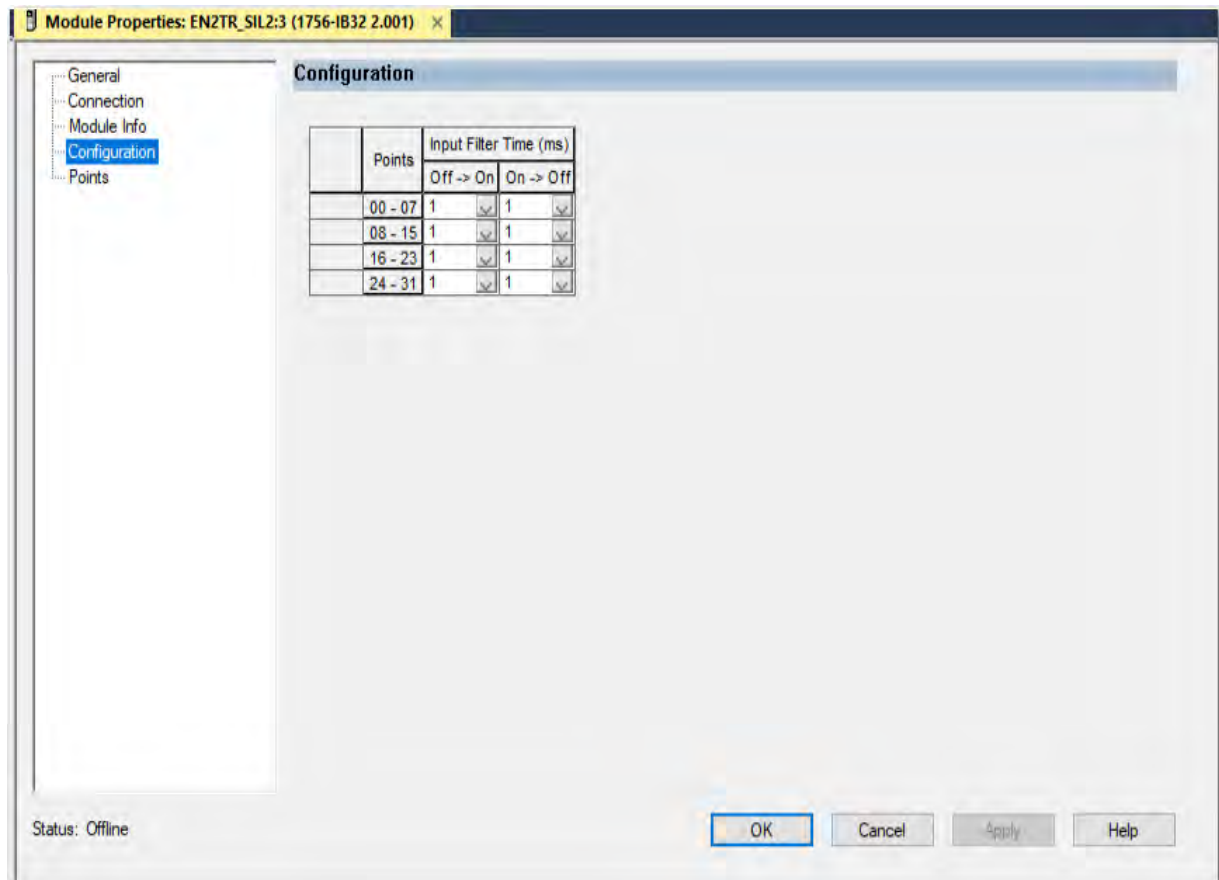 Module Properties: EN2TR_SIL2:3 (1756-IB32 2.001) ×
General
Connection
Module Info
Configuration
Points
Configuration
Points
Input Filter Time (ms)
Off -> On On -> Off
00 - 07 1 1
08 - 15 1 1
16 - 23 1 1
24 - 31 1 1
Status: Offline
OK Cancel Apply Help